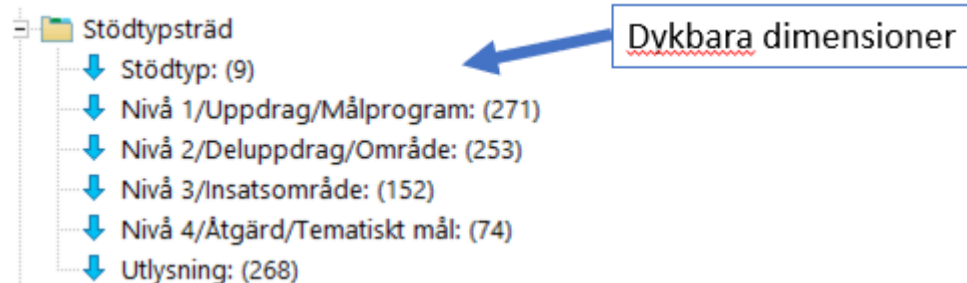 Stödtypsträd
Dykbara dimensioner
Stödtyp: (9)
Nivå 1/Uppdrag/Målprogram: (271)
Nivå 2/Deluppdrag/Område: (253)
Nivå 3/Insatsområde: (152)
Nivå 4/Åtgärd/Tematiskt mål: (74)
Utlysning: (268)